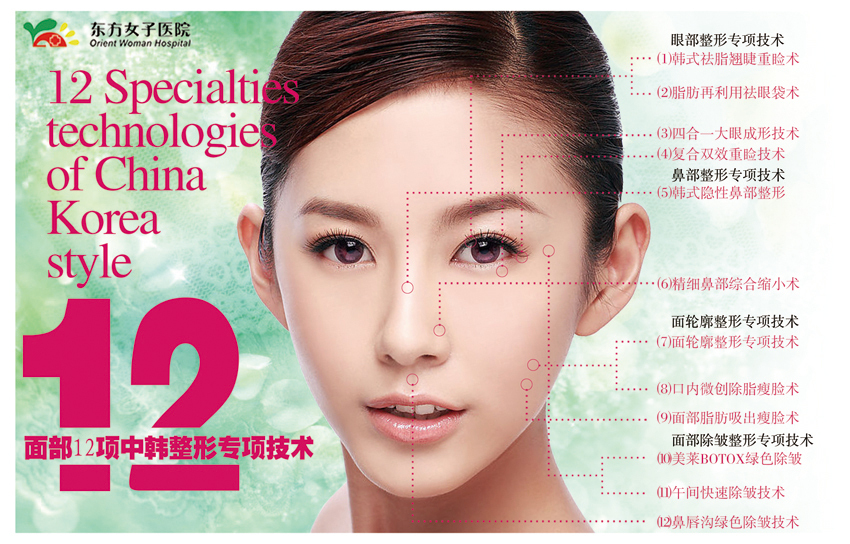 东方女子医院
Orient Woman Hospital
12 Specialties
technologies
of China
Korea
style
12
面部12项中韩整形专项技术
眼部整形专项技术
(1)韩式祛脂翘睫重睑术
(2)脂肪再利用祛眼袋术
(3)四合一大眼成形技术
(4)复合双效重睑技术
鼻部整形专项技术
(5)韩式隐性鼻部整形
(6)精细鼻部综合缩小术
面轮廓整形专项技术
(7)面轮廓整形专项技术
(8)口内微创除脂瘦脸术
(9)面部脂肪吸出瘦脸术
面部除皱整形专项技术
(10)美莱BOTOX绿色除皱
(11)午间快速除皱技术
(12)鼻唇沟绿色除皱技术